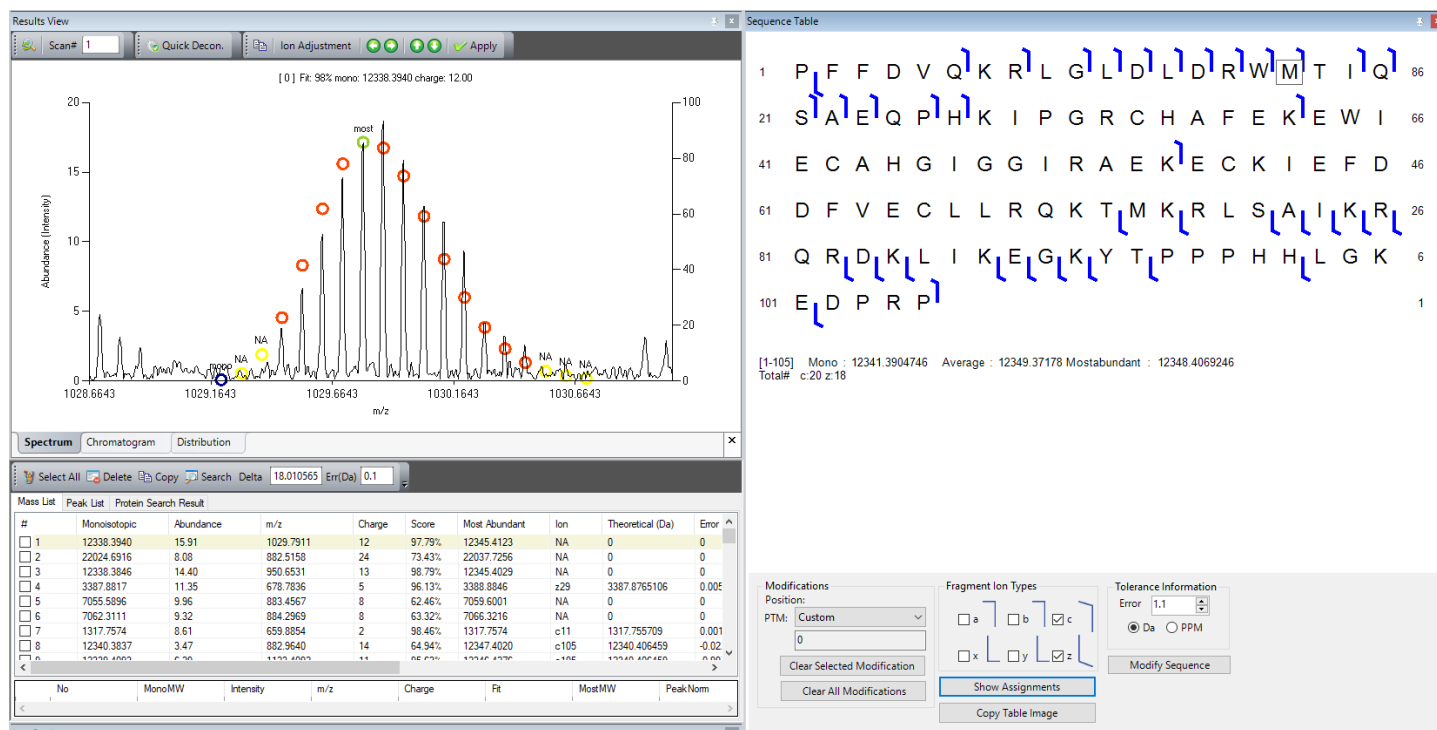 Results View
Scan# 1 Quick Decon. Ion Adjustment Apply
[ 0 ] Fit: 98% mono: 12338.3940 charge: 12.00
20 100
most
80
15
60
Abundance (Intensity)
10
40
5
20
NA
NA NA
mono NA NA
0 0
1028.6643 1029.1643 1029.6643 1030.1643 1030.6643
m/z
Spectrum Chromatogram Distribution
Select All Delete Copy Search Delta 18.010565 Err(Da) 0.1
Mass List Peak List Protein Search Result
# Monoisotopic Abundance m/z Charge Score Most Abundant Ion Theoretical (Da) Error
1 12338.3940 15.91 1029.7911 12 97.79% 12345.4123 NA 0 0
2 22024.6916 8.08 882.5158 24 73.43% 22037.7256 NA 0 0
3 12338.3846 14.40 950.6531 13 98.79% 12345.4029 NA 0 0
4 3387.8817 11.35 678.7836 5 96.13% 3388.8846 z29 3387.8765106 0.005
5 7055.5896 9.96 883.4567 8 62.46% 7059.6001 NA 0 0
6 7062.3111 9.32 884.2969 8 63.32% 7066.3216 NA 0 0
7 1317.7574 8.61 659.8854 2 98.46% 1317.7574 c11 1317.755709 0.001
8 12340.3837 3.47 882.9640 14 64.94% 12347.4020 c105 12340.406459 -0.02
No MonoMW Intensity m/z Charge Fit MostMW PeakNorm
Sequence Table
1 P F F D V Q K R L G L D L D R W M T I Q 86
21 S A E Q P H K I P G R C H A F E K E W I 66
41 E C A H G I G G I R A E K E C K I E F D 46
61 D F V E C L L R Q K T M K R L S A I K R 26
81 Q R D K L I K E G K Y T P P P H H L G K 6
101 E D P R P 1
[1-105] Mono : 12341.3904746 Average : 12349.37178 Mostabundant : 12348.4069246
Total# c:20 z:18
Modifications
Position:
PTM: Custom
0
Clear Selected Modification
Clear All Modifications
Fragment Ion Types
a b c
x y z
Show Assignments
Copy Table Image
Tolerance Information
Error 1.1
Da PPM
Modify Sequence